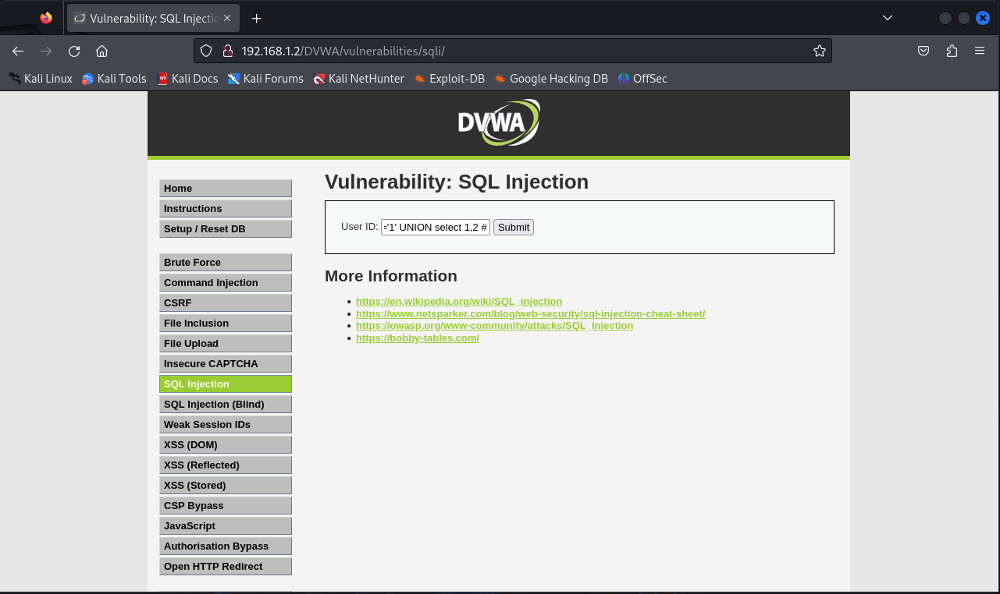 Vulnerability: SQL Injectio
192.168.1.2/DVWA/vulnerabilities/sqli/
Kali Linux Kali Tools Kali Docs Kali Forums Kali NetHunter Exploit-DB Google Hacking DB OffSec
DVWA
Home
Instructions
Setup / Reset DB
Brute Force
Command Injection
CSRF
File Inclusion
File Upload
Insecure CAPTCHA
SQL Injection
SQL Injection (Blind)
Weak Session IDs
XSS (DOM)
XSS (Reflected)
XSS (Stored)
CSP Bypass
JavaScript
Authorisation Bypass
Open HTTP Redirect
Vulnerability: SQL Injection
User ID: ='1' UNION select 1,2 # Submit
More Information
https://en.wikipedia.org/wiki/SQL_injection
https://www.netsparker.com/blog/web-security/sql-injection-cheat-sheet/
https://owasp.org/www-community/attacks/SQL_Injection
https://bobby-tables.com/